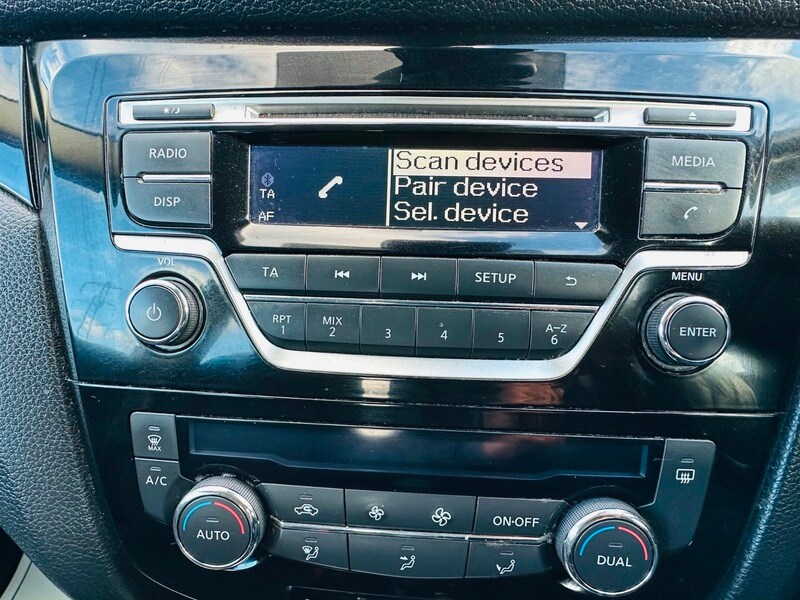 RADIO
DISP
TA
AF
Scan devices
Pair device
Sel. device
MEDIA
VOL
TA
SETUP
MENU
RPT
1
MIX
2
3
4
5
A-Z
6
ENTER
MAX
A/C
AUTO
ON·OFF
DUAL